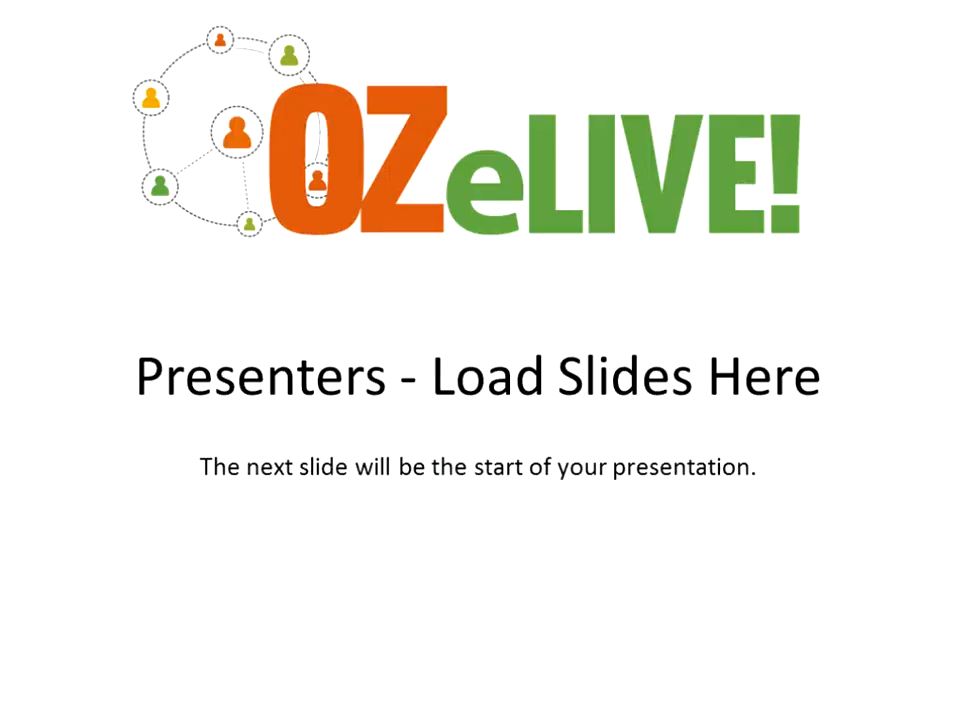 OZeLIVE!
Presenters - Load Slides Here
The next slide will be the start of your presentation.